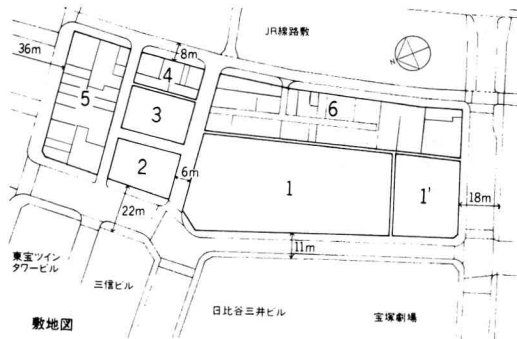 JR線路敷
8m
36m
4
N
5
3
6
2
6m
1
1'
18m
22m
11m
東宝ツイン
タワービル
三信ビル
日比谷三井ビル
宝塚劇場
敷地図